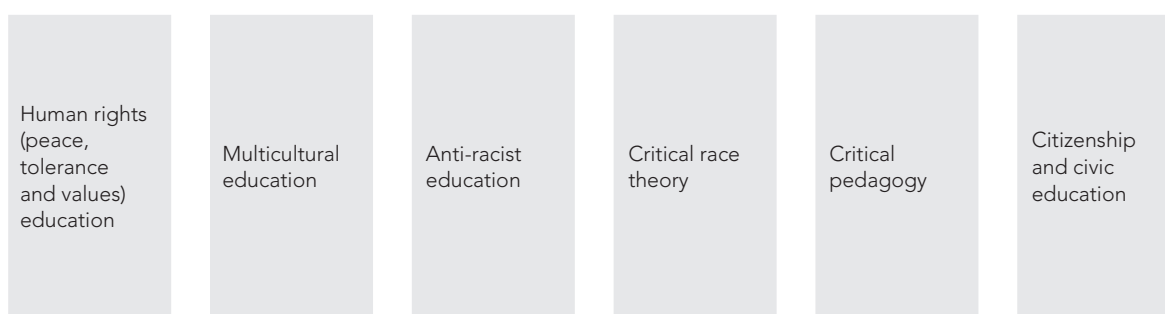 Human rights
(peace,
tolerance
and values)
education
Multicultural
education
Anti-racist
education
Critical race
theory
Critical
pedagogy
Citizenship
and civic
education